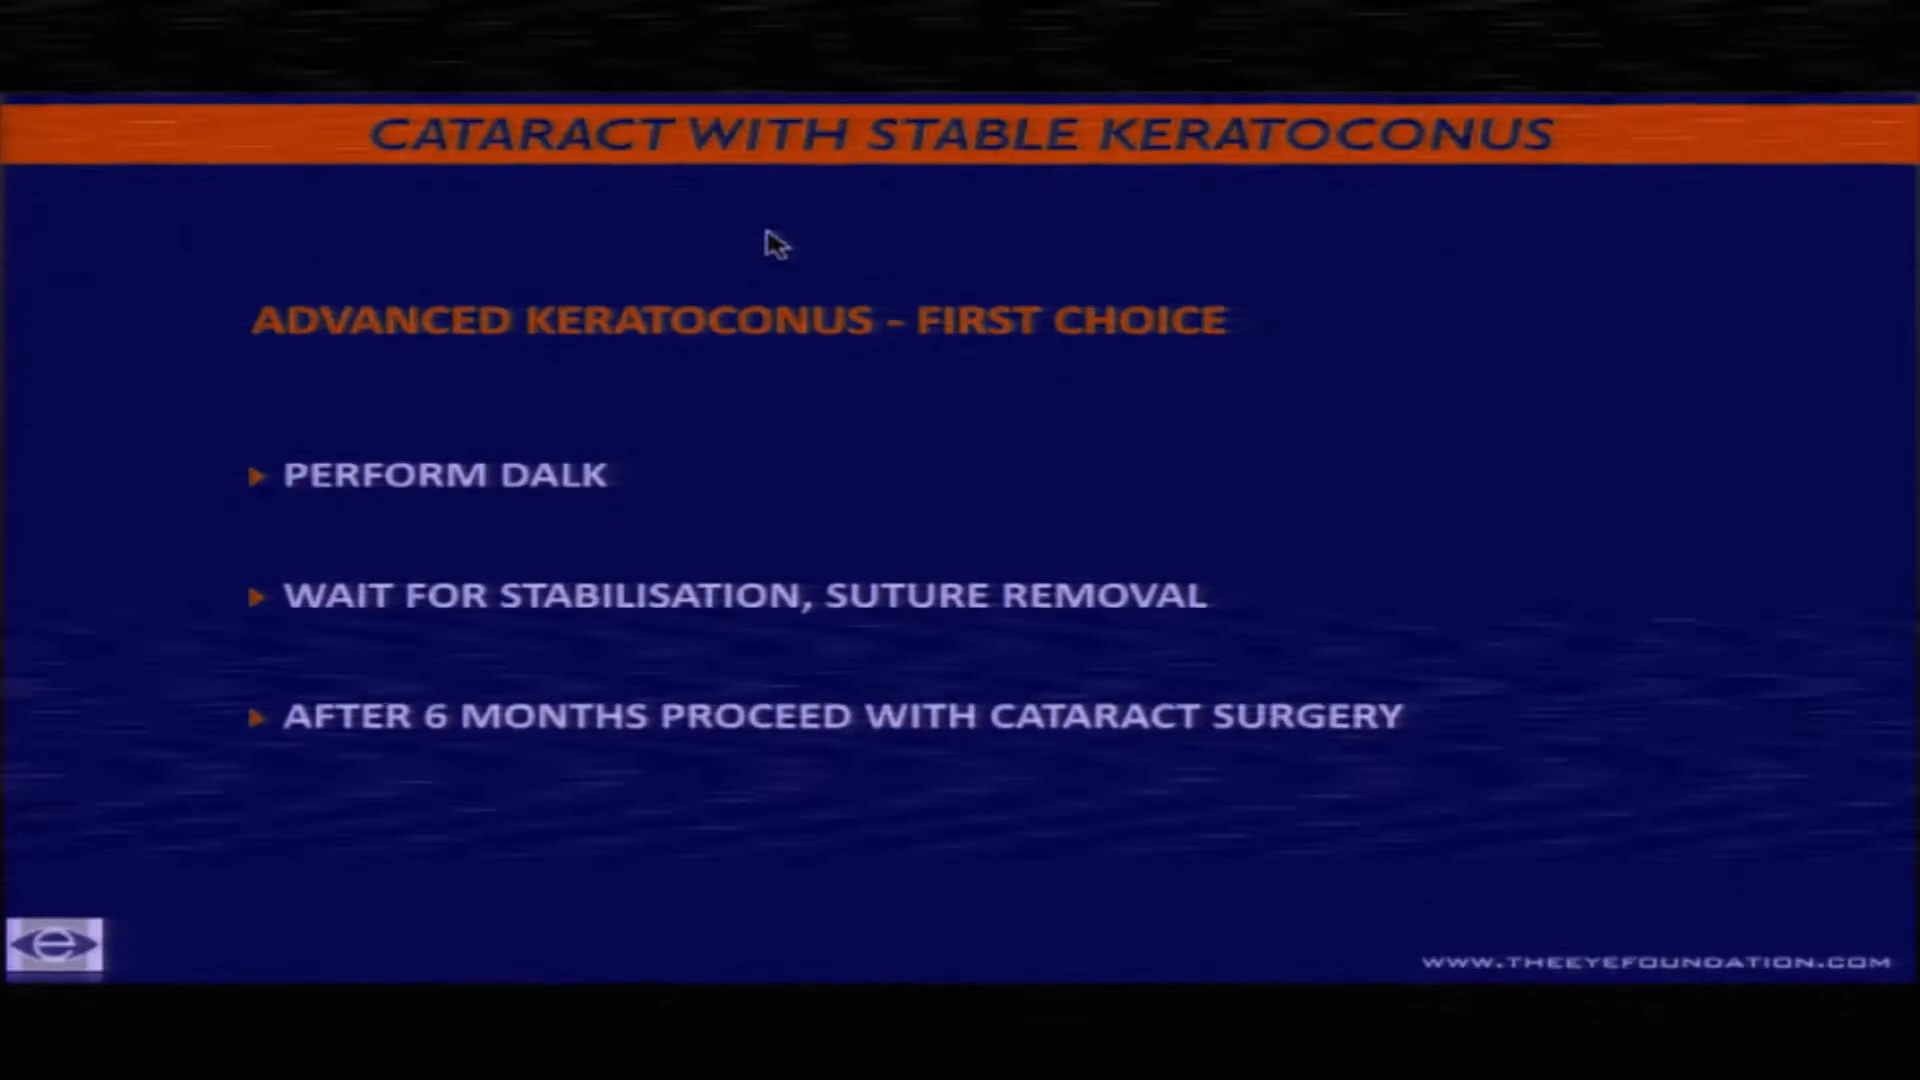 CATARACT WITH STABLE KERATOCONUS
ADVANCED KERATOCONUS - FIRST CHOICE
PERFORM DALK
WAIT FOR STABILISATION, SUTURE REMOVAL
AFTER 6 MONTHS PROCEED WITH CATARACT SURGERY
e
WWW.THEEYEFOUNDATION.COM